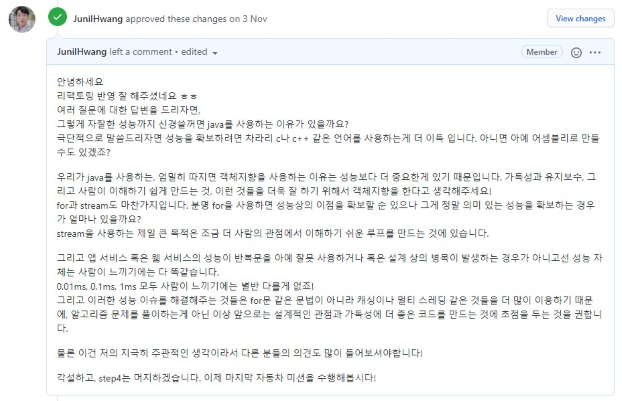 JunilHwang approved these changes on 3 Nov
View changes
JunilHwang left a comment • edited
Member
안녕하세요
리팩토링 반영 잘 해주셨네요 ㅎㅎ
여러 질문에 대한 답변을 드리자면,
그렇게 자잘한 성능까지 신경쓸꺼면 java를 사용하는 이유가 있을까요?
극단적으로 말씀드리자면 성능을 확보하려면 차라리 c나 c++ 같은 언어를 사용하는게 더 이득 입니다. 아니면 아예 어셈블리로 만들
수도 있겠죠?
우리가 java를 사용하는, 엄밀히 따지면 객체지향을 사용하는 이유는 성능보다 더 중요한게 있기 때문입니다. 가독성과 유지보수, 그
리고 사람이 이해하기 쉽게 만드는 것, 이런 것들을 더욱 잘 하기 위해서 객체지향을 한다고 생각해주세요!
for과 stream도 마찬가지입니다. 분명 for을 사용하면 성능상의 이점을 확보할 순 있으나 그게 정말 의미 있는 성능을 확보하는 경우
가 얼마나 있을까요?
stream을 사용하는 제일 큰 목적은 조금 더 사람의 관점에서 이해하기 쉬운 루프를 만드는 것에 있습니다.
그리고 앱 서비스 혹은 웹 서비스의 성능이 반복문을 아예 잘못 사용하거나 혹은 설계 상의 병목이 발생하는 경우가 아니고선 성능 자
체는 사람이 느끼기에는 다 똑같습니다.
0.01ms, 0.1ms, 1ms 모두 사람이 느끼기에는 별반 다를게 없죠!
그리고 이러한 성능 이슈를 해결해주는 것들은 for문 같은 문법이 아니라 캐싱이나 멀티 스레딩 같은 것들을 더 많이 이용하기 때문
에, 알고리즘 문제를 풀이하는게 아닌 이상 앞으로는 설계적인 관점과 가독성에 더 좋은 코드를 만드는 것에 초점을 두는 것을 권합니
다.
물론 이건 저의 지극히 주관적인 생각이라서 다른 분들의 의견도 많이 들어보셔야합니다!
각설하고, step4는 머지하겠습니다. 이제 마지막 자동차 미션을 수행해봅시다!